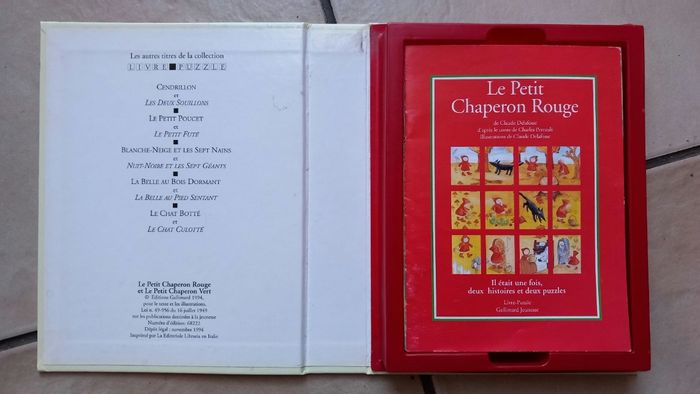 Les autres titres de la collection
LIVRE■PUZZLE
CENDRILLON
et
LES DEUX SOUILLONS
■
LE PETIT POUCET
et
LE PETIT FUTÉ
■
BLANCHE-NEIGE ET LES SEPT NAINS
et
NUIT-NOIRE ET LES SEPT GÉANTS
■
LA BELLE AU BOIS DORMANT
et
LA BELLE AU PIED SENTANT
■
LE CHAT BOTTÉ
et
LE CHAT CULOTTÉ
Le Petit Chaperon Rouge
et Le Petit Chaperon Vert
© Éditions Gallimard 1994,
pour le texte et les illustrations.
Loi n. 49-956 du 16 juillet 1949
sur les publications destinées à la jeunesse
Numéro d'édition: 68222
Dépôt légal : novembre 1994
Imprimé par La Editoriale Libraria en Italie
Le Petit
Chaperon Rouge
de Claude Delafosse
d'après le conte de Charles Perrault
Illustrations de Claude Delafosse
Il était une fois,
deux histoires et deux puzzles
Livre-Puzzle
Gallimard Jeunesse